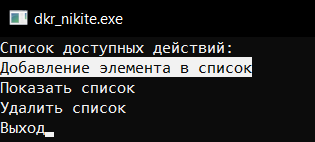 dkr_nikite.exe
Список доступных действий:
Добавление элемента в список
Показать список
Удалить список
Выход